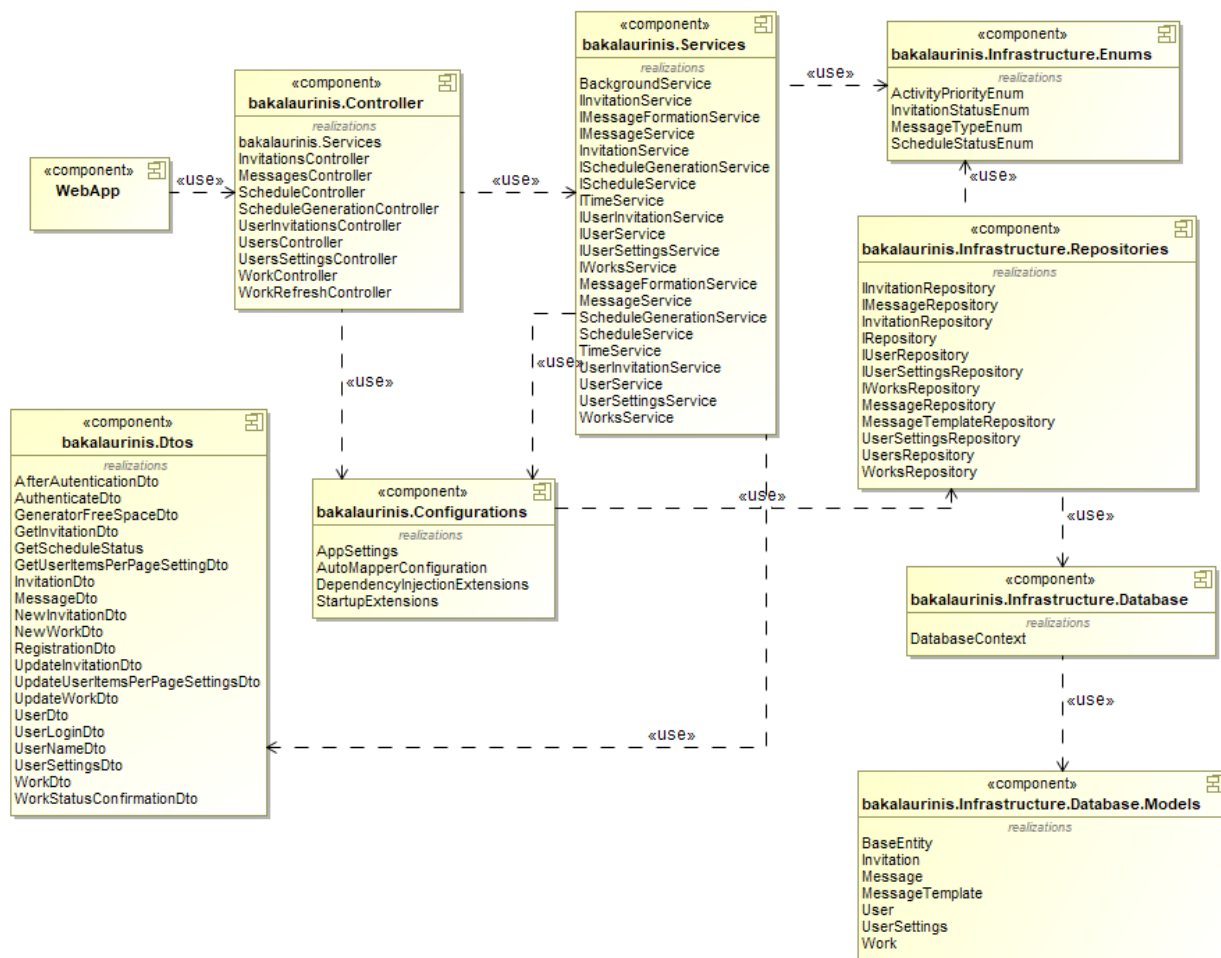 «component»
WebApp
«use»
«component»
bakalaurinis.Controller
realizations
bakalaurinis.Services
InvitationsController
MessagesController
ScheduleController
ScheduleGenerationController
UserInvitationsController
UsersController
UsersSettingsController
WorkController
WorkRefreshController
«use»
«use»
«component»
bakalaurinis.Services
realizations
BackgroundService
IInvitationService
IMessageFormationService
IMessageService
InvitationService
IScheduleGenerationService
IScheduleService
ITimeService
IUserInvitationService
IUserService
IUserSettingsService
IWorksService
MessageFormationService
MessageService
ScheduleGenerationService
ScheduleService
TimeService
UserInvitationService
UserService
UserSettingsService
WorksService
«use»
«use»
«component»
bakalaurinis.Infrastructure.Enums
realizations
ActivityPriorityEnum
InvitationStatusEnum
MessageTypeEnum
ScheduleStatusEnum
«use»
«component»
bakalaurinis.Infrastructure.Repositories
realizations
IInvitationRepository
IMessageRepository
InvitationRepository
IRepository
IUserRepository
IUserSettingsRepository
IWorksRepository
MessageRepository
MessageTemplateRepository
UserSettingsRepository
UsersRepository
WorksRepository
«use»
«component»
bakalaurinis.Dtos
realizations
AfterAutenticationDto
AuthenticateDto
GeneratorFreeSpaceDto
GetInvitationDto
GetScheduleStatus
GetUserItemsPerPageSettingDto
InvitationDto
MessageDto
NewInvitationDto
NewWorkDto
RegistrationDto
UpdateInvitationDto
UpdateUserItemsPerPageSettingsDto
UpdateWorkDto
UserDto
UserLoginDto
UserNameDto
UserSettingsDto
WorkDto
WorkStatusConfirmationDto
«component»
bakalaurinis.Configurations
realizations
AppSettings
AutoMapperConfiguration
DependencyInjectionExtensions
StartupExtensions
«use»
«use»
«component»
bakalaurinis.Infrastructure.Database
realizations
DatabaseContext
«use»
«component»
bakalaurinis.Infrastructure.Database.Models
realizations
BaseEntity
Invitation
Message
MessageTemplate
User
UserSettings
Work